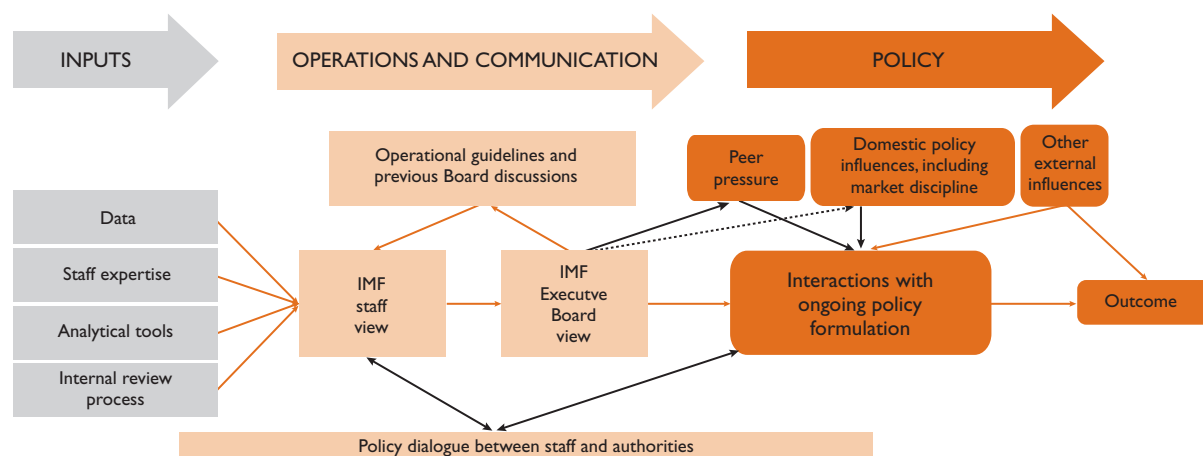 INPUTS
OPERATIONS AND COMMUNICATION
POLICY
Operational guidelines and
previous Board discussions
Peer
pressure
Domestic policy
influences, including
market discipline
Other
external
influences
Data
Staff expertise
Analytical tools
Internal review
process
IMF
staff
view
IMF
Executve
Board
view
Interactions with
ongoing policy
formulation
Outcome
Policy dialogue between staff and authorities